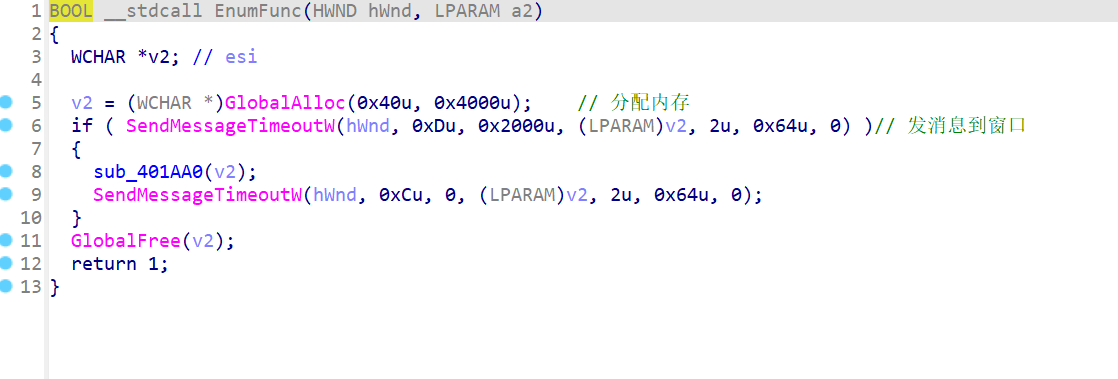 1 BOOL __stdcall EnumFunc(HWND hWnd, LPARAM a2)
2 {
3 WCHAR *v2; // esi
4
5 v2 = (WCHAR *)GlobalAlloc(0x40u, 0x4000u); // 分配内存
6 if ( SendMessageTimeoutW(hWnd, 0xDu, 0x2000u, (LPARAM)v2, 2u, 0x64u, 0) )// 发消息到窗口
7 {
8 sub_401AA0(v2);
9 SendMessageTimeoutW(hWnd, 0xCu, 0, (LPARAM)v2, 2u, 0x64u, 0);
10 }
11 GlobalFree(v2);
12 return 1;
13 }